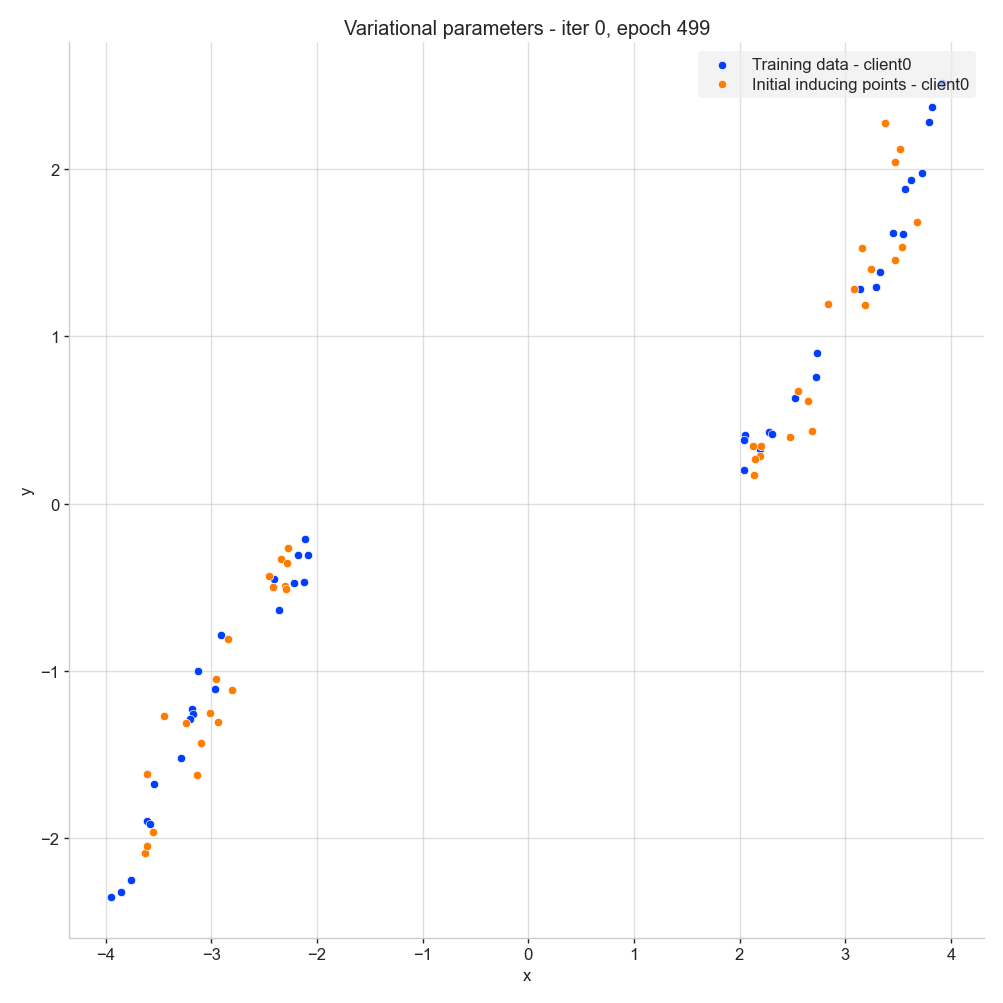 Variational parameters - iter 0, epoch 499
Training data - client0
Initial inducing points - client0
2
1
0
−1
−2
y
−4 −3 −2 −1 0 1 2 3 4
x